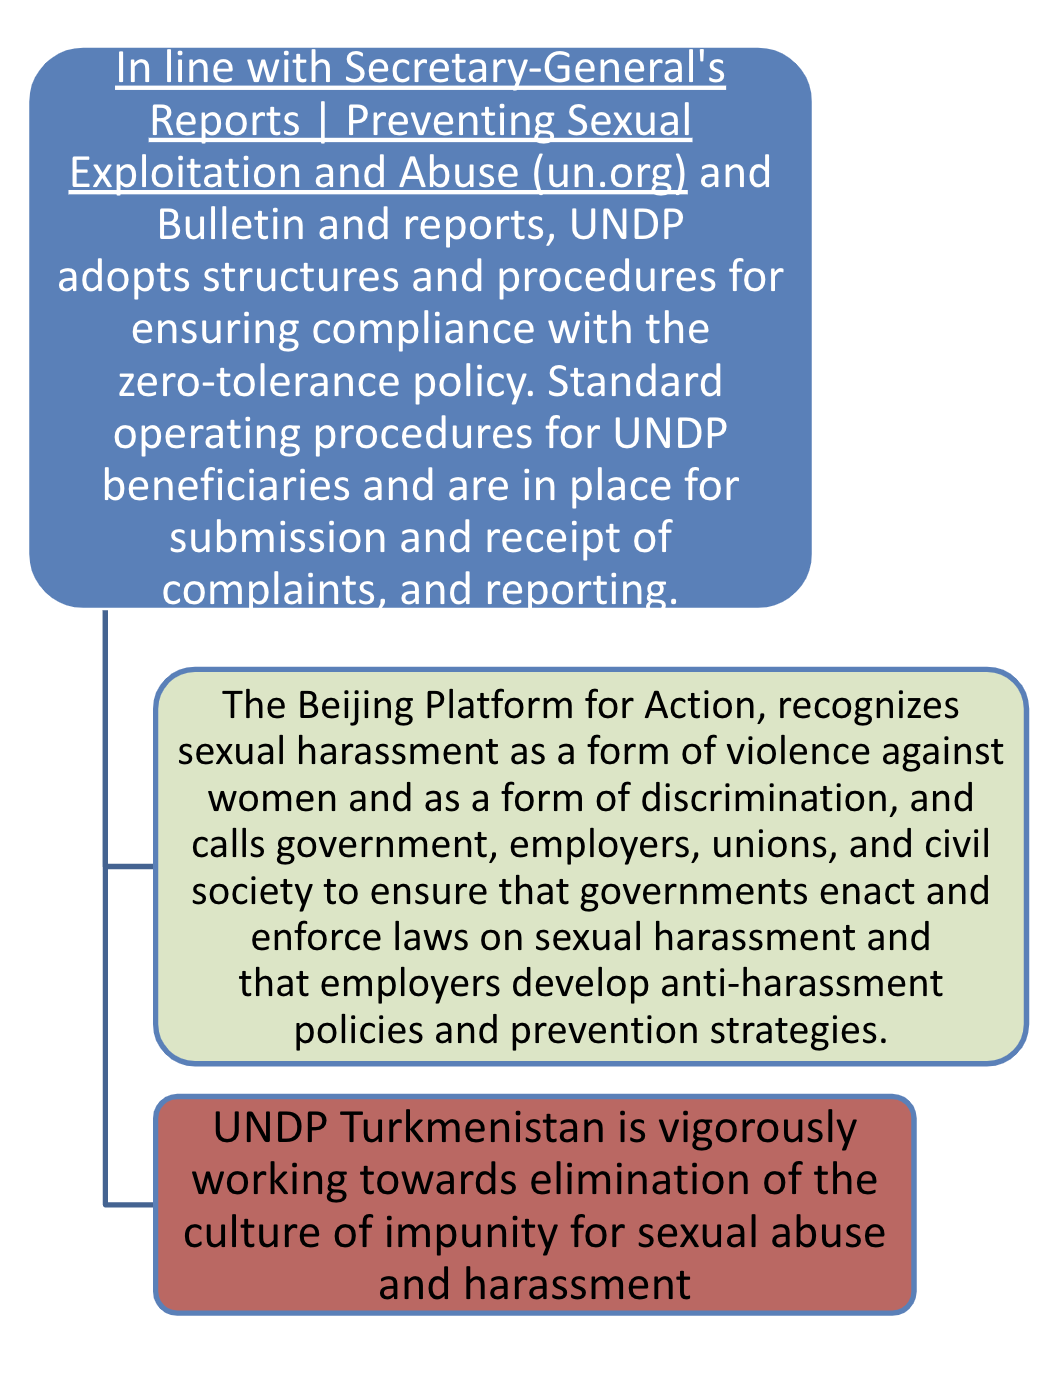 In line with Secretary-General's
Reports | Preventing Sexual
Exploitation and Abuse (un.org) and
Bulletin and reports, UNDP
adopts structures and procedures for
ensuring compliance with the
zero-tolerance policy. Standard
operating procedures for UNDP
beneficiaries and are in place for
submission and receipt of
complaints, and reporting.
The Beijing Platform for Action, recognizes
sexual harassment as a form of violence against
women and as a form of discrimination, and
calls government, employers, unions, and civil
society to ensure that governments enact and
enforce laws on sexual harassment and
that employers develop anti-harassment
policies and prevention strategies.
UNDP Turkmenistan is vigorously
working towards elimination of the
culture of impunity for sexual abuse
and harassment